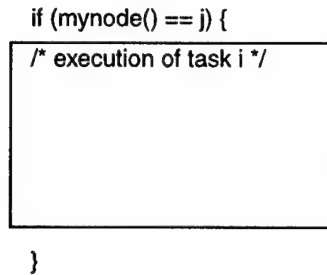 if (mynode() == j) {
/* execution of task i */
}